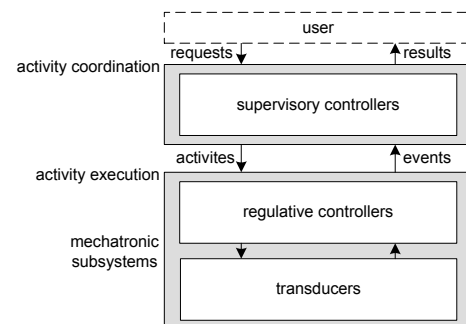 user
requests
results
activity coordination
supervisory controllers
activites
events
activity execution
regulative controllers
mechatronic
subsystems
transducers